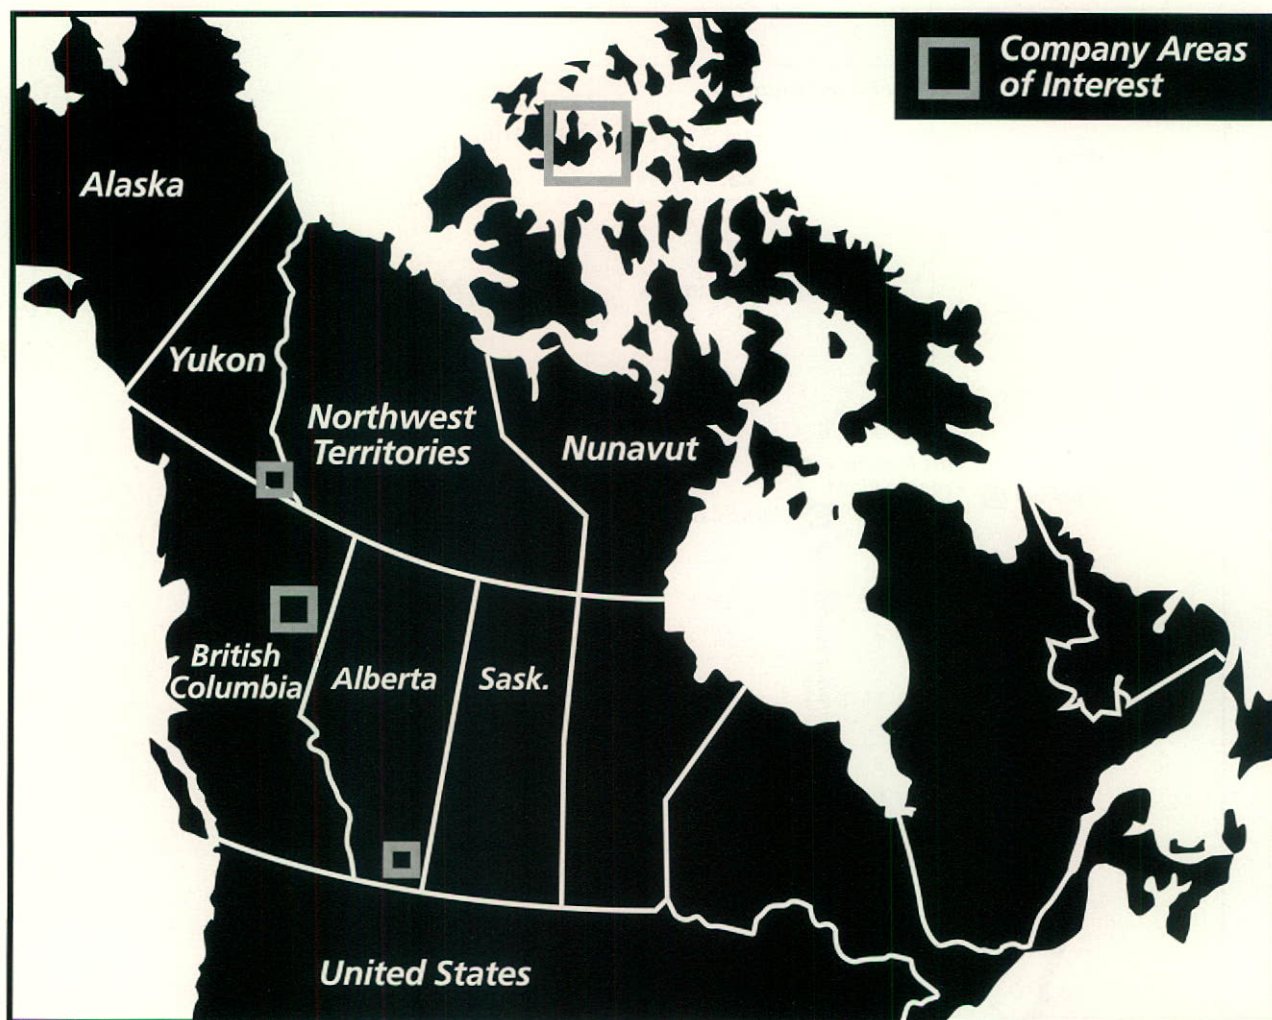 Company Areas
of Interest
Alaska
Yukon
Northwest
Territories
Nunavut
British
Columbia
Alberta
Sask.
United States